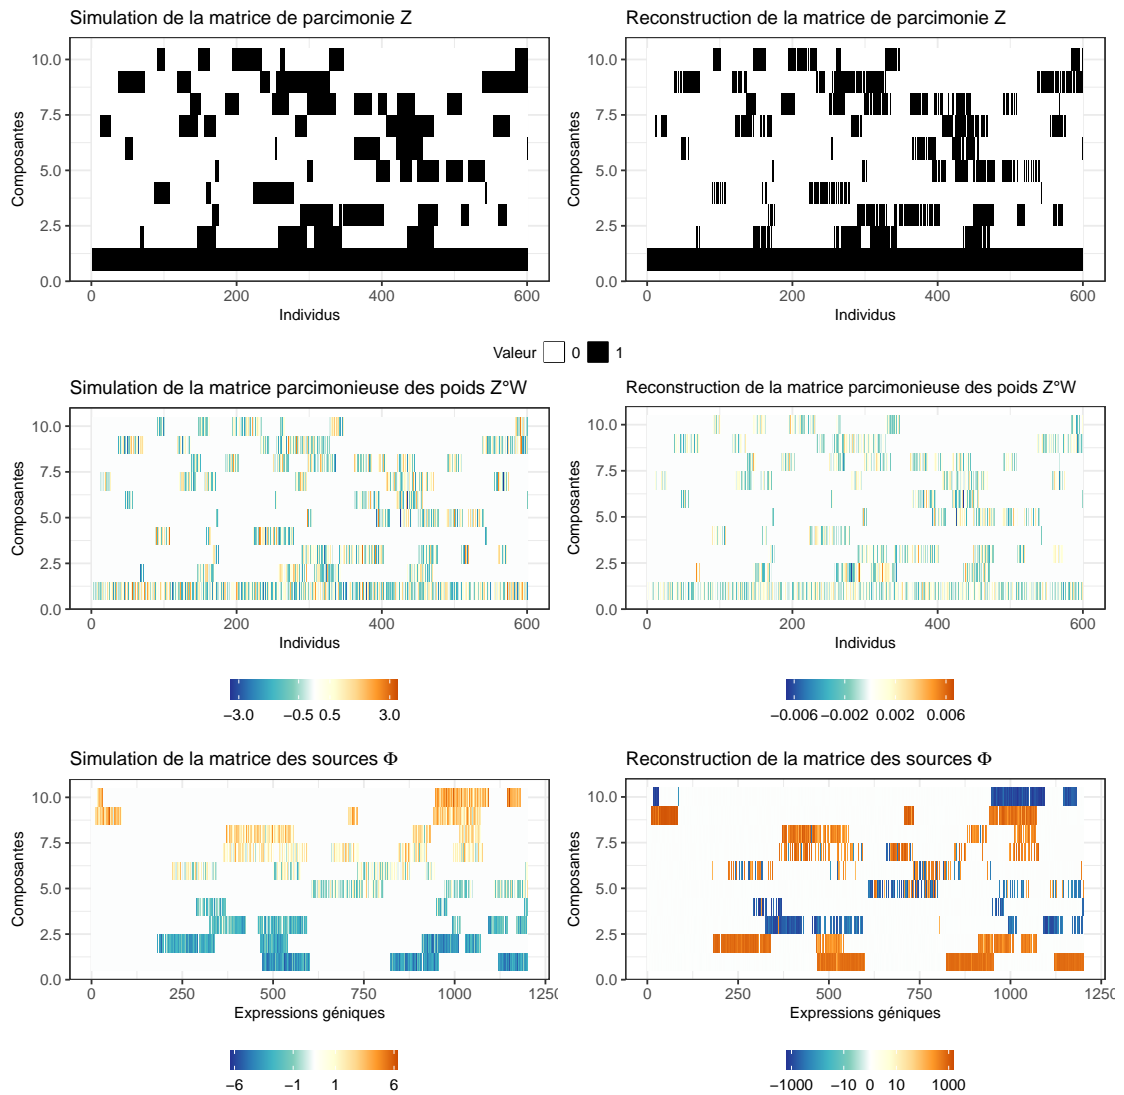 Simulation de la matrice de parcimonie Z
Reconstruction de la matrice de parcimonie Z
Composantes
10.0
7.5
5.0
2.5
0.0
0 200 400 600
Individus
Composantes
10.0
7.5
5.0
2.5
0.0
0 200 400 600
Individus
Valeur 0 1
Simulation de la matrice parcimonieuse des poids Z°W
Reconstruction de la matrice parcimonieuse des poids Z°W
Composantes
10.0
7.5
5.0
2.5
0.0
0 200 400 600
Individus
−3.0 −0.5 0.5 3.0
Composantes
10.0
7.5
5.0
2.5
0.0
0 200 400 600
Individus
−0.006 −0.002 0.002 0.006
Simulation de la matrice des sources Φ
Reconstruction de la matrice des sources Φ
Composantes
10.0
7.5
5.0
2.5
0.0
0 250 500 750 1000 1250
Expressions géniques
−6 −1 1 6
Composantes
10.0
7.5
5.0
2.5
0.0
0 250 500 750 1000 1250
Expressions géniques
−1000 −10 0 10 1000